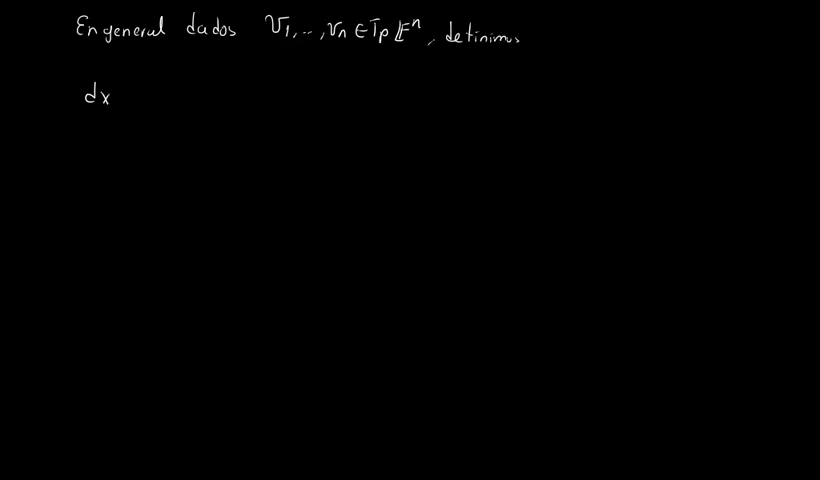 En general dados v₁,..,vₙ ∈ Tₚ𝔼ⁿ, definimos
dx